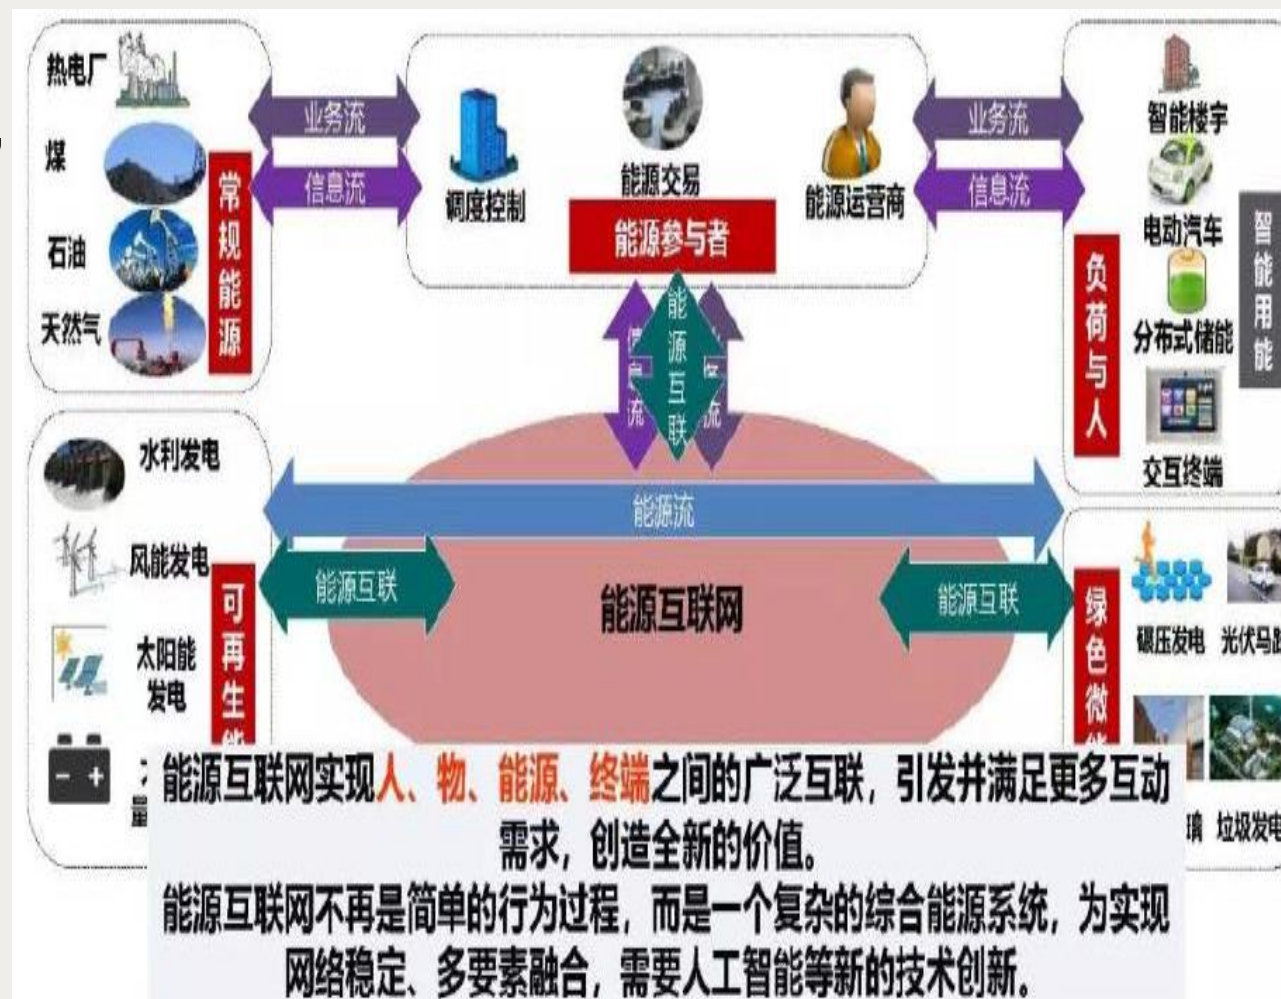 热电厂
煤
石油
天然气
常规能源
业务流
信息流
调度控制
能源交易
能源运营商
能源参与者
业务流
信息流
智能楼宇
电动汽车
分布式储能
交互终端
负荷与人
智能用能
信息流
能源互联
业务流
水利发电
风能发电
太阳能
发电
可再生能
量
能源流
能源互联
能源互联网
能源互联
绿色微能
碾压发电
光伏马路
璃
垃圾发电
能源互联网实现人、物、能源、终端之间的广泛互联，引发并满足更多互动
需求，创造全新的价值。
能源互联网不再是简单的行为过程，而是一个复杂的综合能源系统，为实现
网络稳定、多要素融合，需要人工智能等新的技术创新。